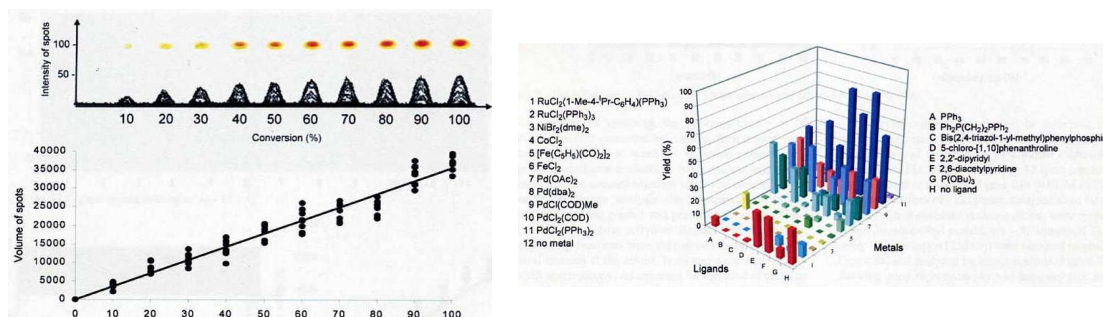 Intensity of spots
100
50
10 20 30 40 50 60 70 80 90 100
Conversion (%)
Volume of spots
40000
35000
30000
25000
20000
15000
10000
5000
0
0 10 20 30 40 50 60 70 80 90 100
1 RuCl₂(1-Me-4-ⁱPr-C₆H₄)(PPh₃)
2 RuCl₂(PPh₃)₃
3 NiBr₂(dme)₂
4 CoCl₂
5 [Fe(C₅H₅)(CO)₂]₂
6 FeCl₂
7 Pd(OAc)₂
8 Pd(dba)₂
9 PdCl(COD)Me
10 PdCl₂(COD)
11 PdCl₂(PPh₃)₂
12 no metal
Yield (%)
100
90
80
70
60
50
40
30
20
10
0
A B C D E F G H
Ligands
1 3 5 7 9 11
Metals
A PPh₃
B Ph₂P(CH₂)₃PPh₂
C Bis(2,4-triazol-1-yl-methyl)phenylphosphi
D 5-chloro-[1,10]phenanthroline
E 2,2'-dipyridyl
F 2,6-diacetylpyridine
G P(OBu)₃
H no ligand